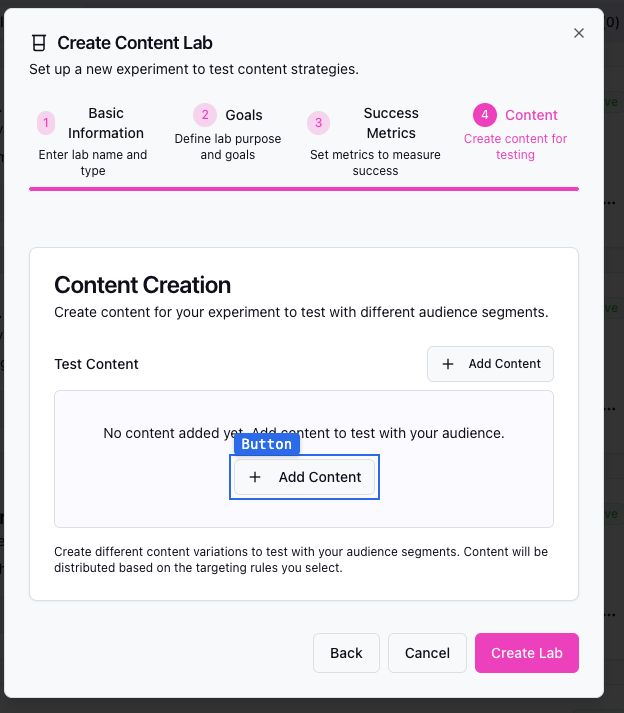 Create Content Lab
Set up a new experiment to test content strategies.
1 Basic Information
Enter lab name and type
2 Goals
Define lab purpose and goals
3 Success Metrics
Set metrics to measure success
4 Content
Create content for testing
Content Creation
Create content for your experiment to test with different audience segments.
Test Content
+ Add Content
No content added yet. Add content to test with your audience.
Button
+ Add Content
Create different content variations to test with your audience segments. Content will be
distributed based on the targeting rules you select.
Back
Cancel
Create Lab